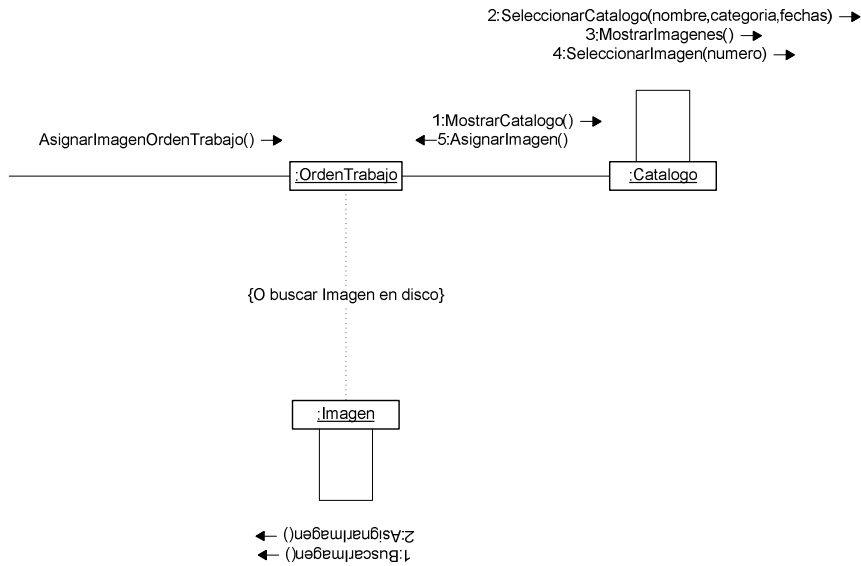 2:SeleccionarCatalogo(nombre,categoria,fechas)
3:MostrarImagenes()
4:SeleccionarImagen(numero)
1:MostrarCatalogo()
AsignarImagenOrdenTrabajo()
5:AsignarImagen()
:OrdenTrabajo
:Catalogo
{O buscar Imagen en disco}
:Imagen
2:AsignarImagen()
1:BuscarImagen()